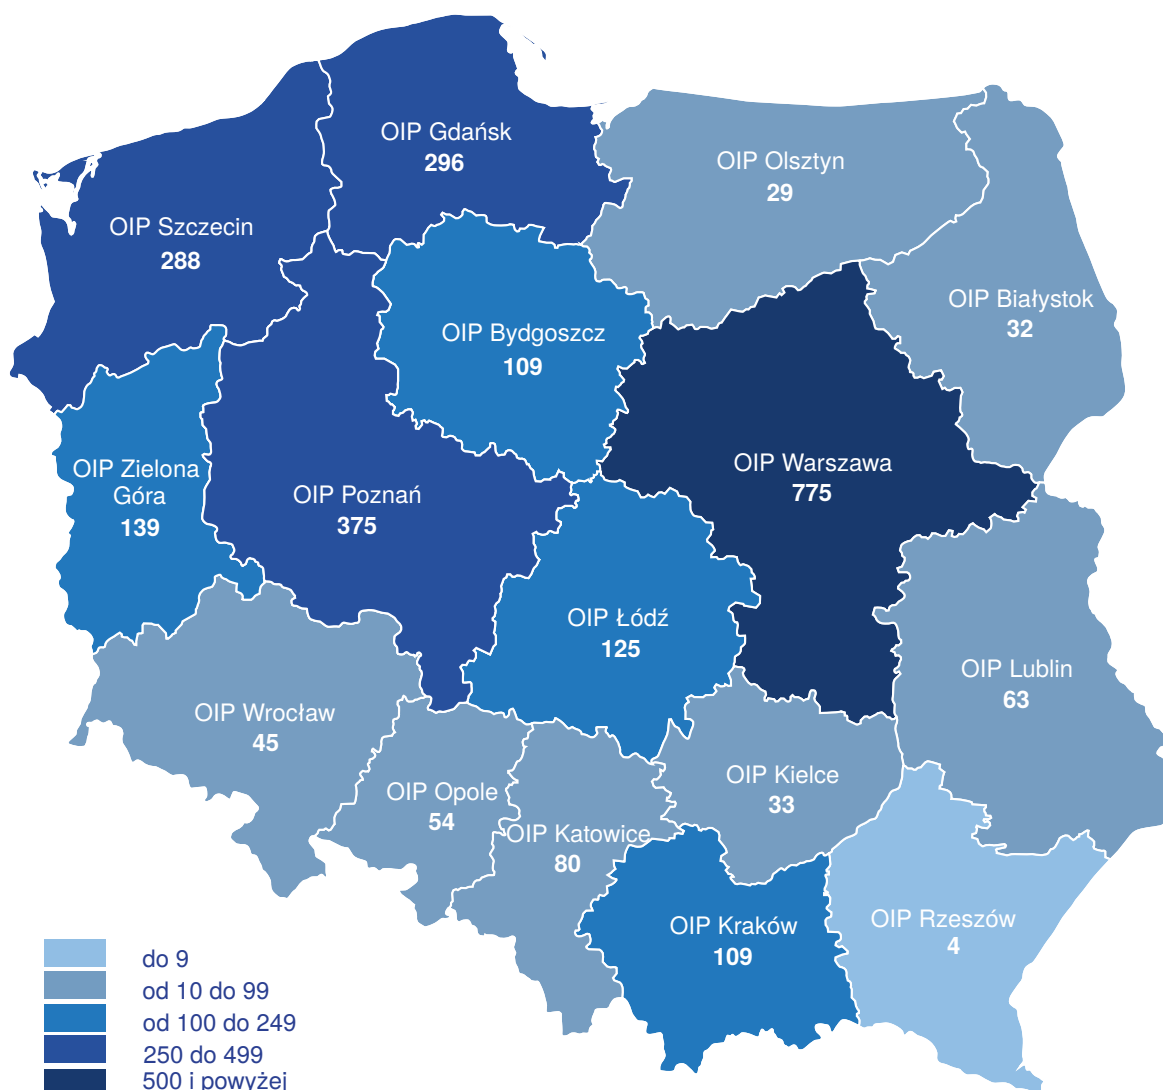 OIP Gdańsk
296
OIP Olsztyn
29
OIP Szczecin
288
OIP Białystok
32
OIP Bydgoszcz
109
OIP Zielona
Góra
139
OIP Poznań
375
OIP Warszawa
775
OIP Łódź
125
OIP Lublin
63
OIP Wrocław
45
OIP Opole
54
OIP Katowice
80
OIP Kielce
33
OIP Kraków
109
OIP Rzeszów
4
do 9
od 10 do 99
od 100 do 249
250 do 499
500 i powyżej